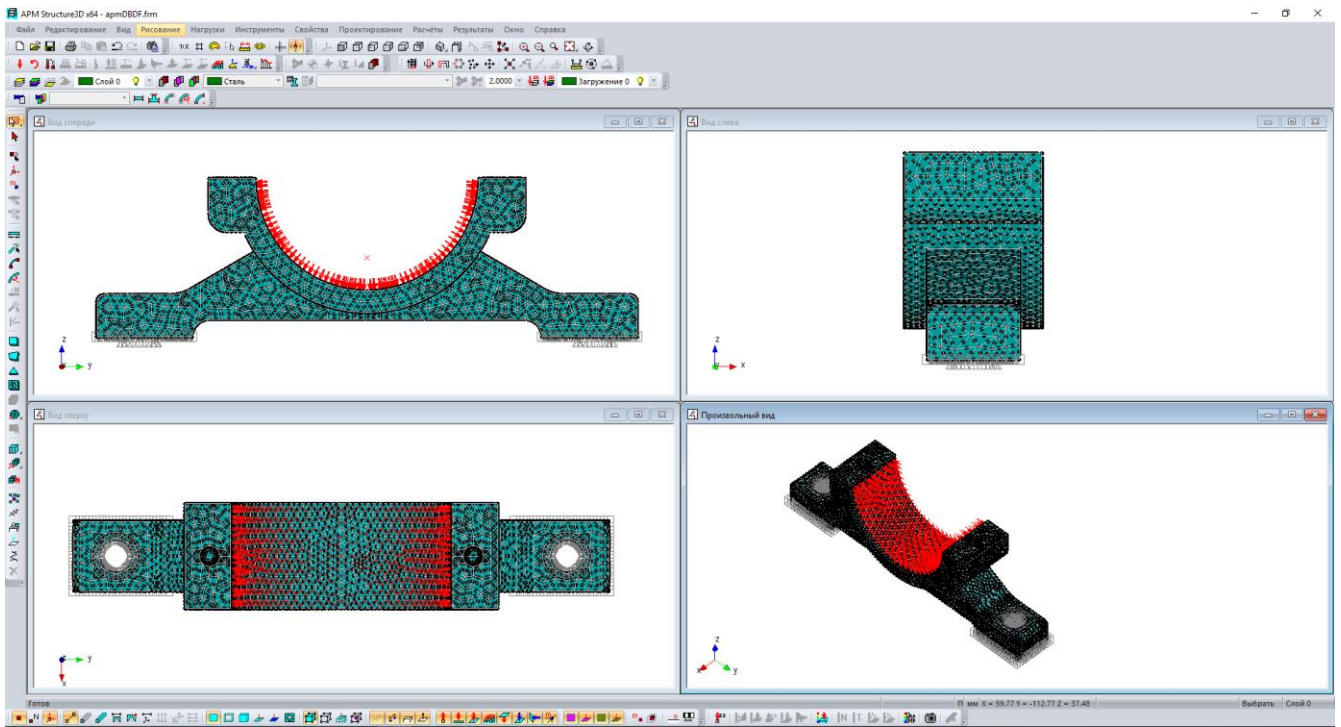 APM Structure3D x64 - apmDBDF.frm
Файл Редактирование Вид Рисование Нагрузки Инструменты Свойства Проектирование Расчёты Результаты Окно Справка
Слой 0 Сталь 2.0000 Загружение 0
Вид спереди
Вид слева
z
y
z
x
Вид сверху
Произвольный вид
z
y
x
z
x
y
Готов
П мм X = 59.77 Y = -112.77 Z = 37.48 Выбрать Слой 0